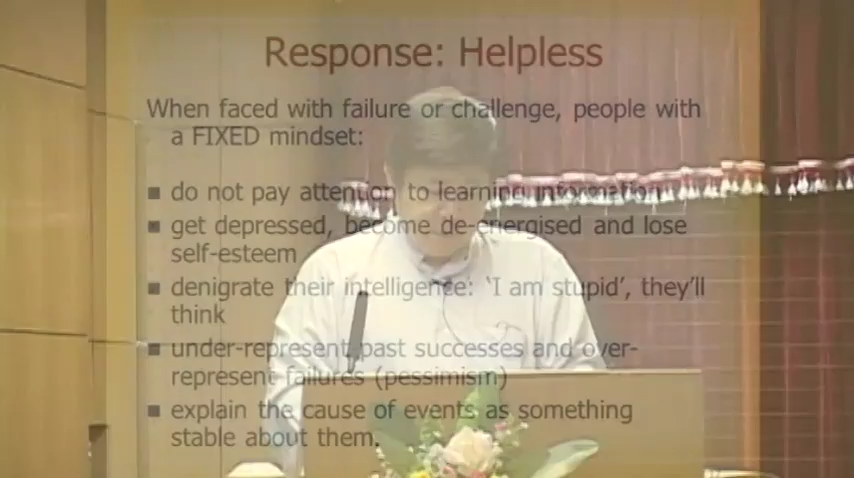 Response: Helpless
When faced with failure or challenge, people with
a FIXED mindset:
■ do not pay attention to learning information
■ get depressed, become de-energised and lose
self-esteem
■ denigrate their intelligence: ‘I am stupid’, they’ll
think
■ under-represent past successes and over-
represent failures (pessimism)
■ explain the cause of events as something
stable about them.